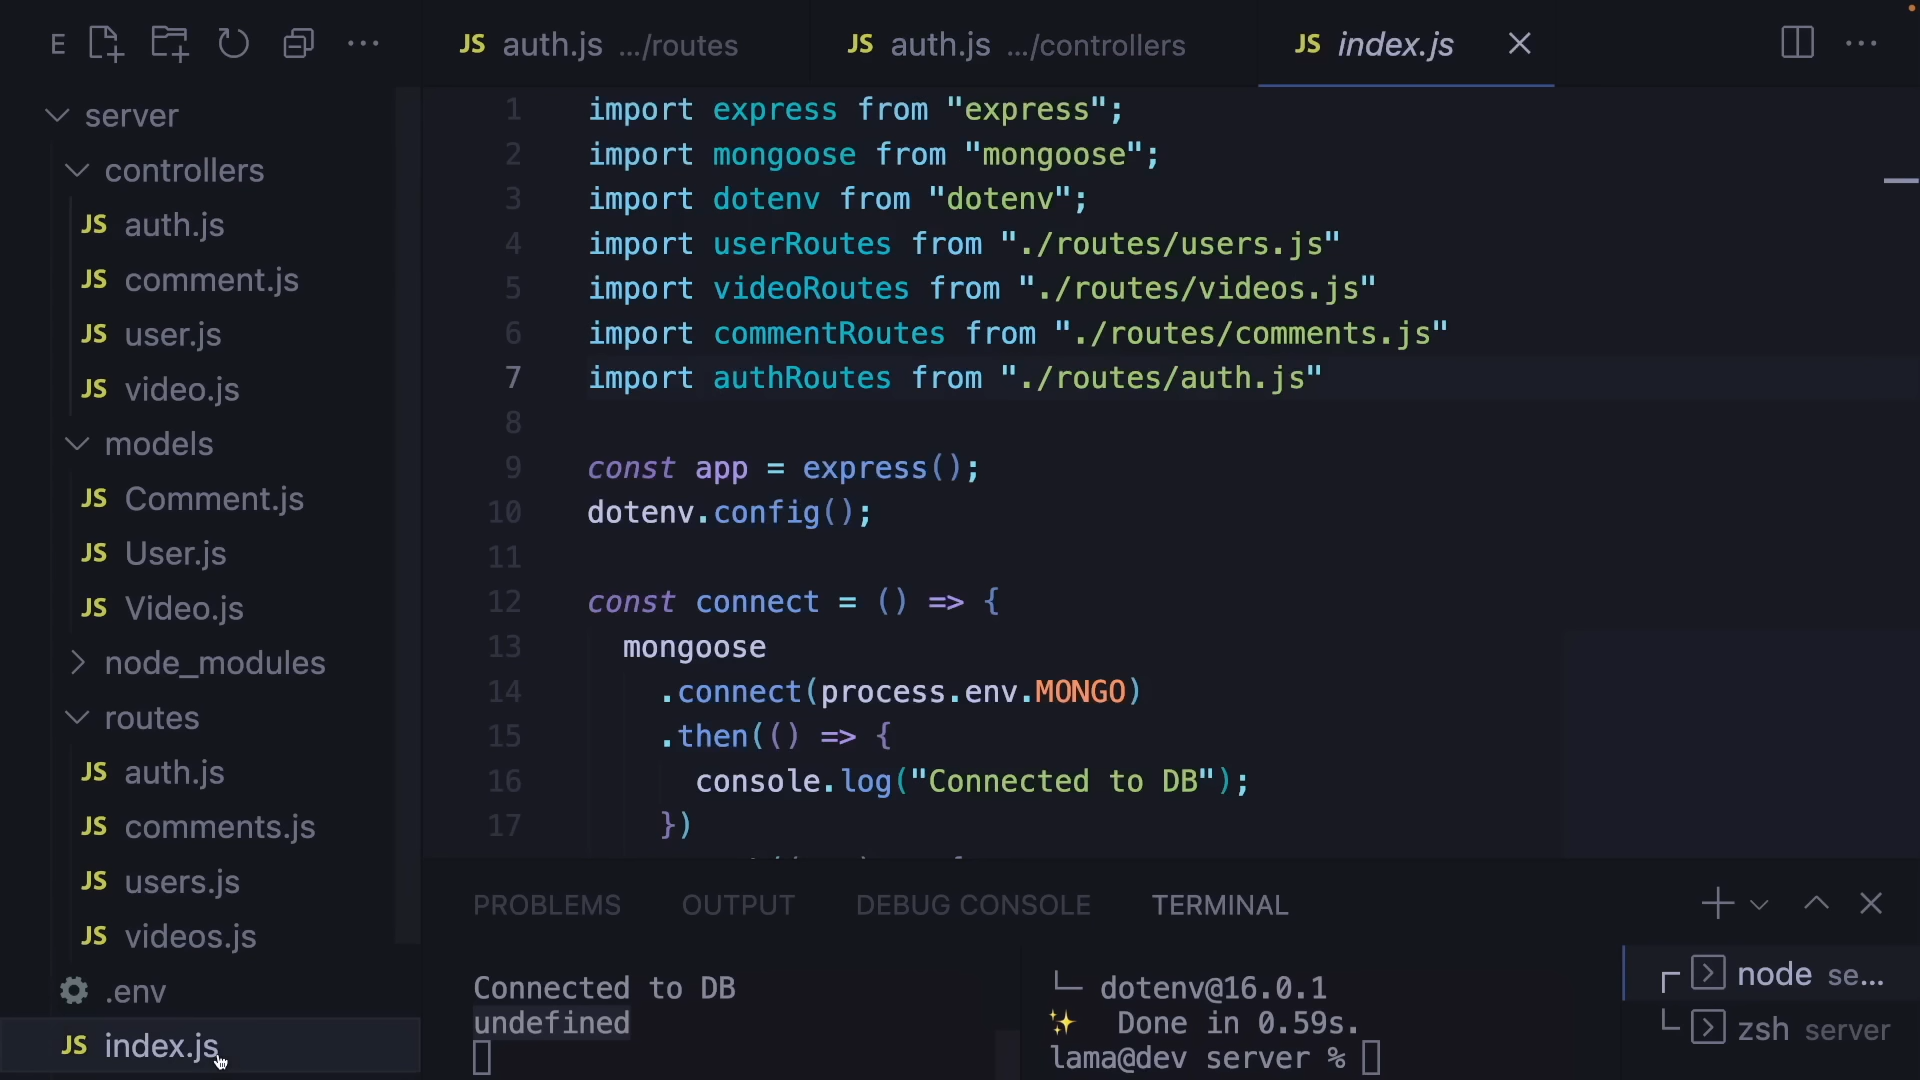 E
JS auth.js .../routes
JS auth.js .../controllers
JS index.js
server
controllers
JS auth.js
JS comment.js
JS user.js
JS video.js
models
JS Comment.js
JS User.js
JS Video.js
node_modules
routes
JS auth.js
JS comments.js
JS users.js
JS videos.js
.env
JS index.js
1 import express from "express";
2 import mongoose from "mongoose";
3 import dotenv from "dotenv";
4 import userRoutes from "./routes/users.js"
5 import videoRoutes from "./routes/videos.js"
6 import commentRoutes from "./routes/comments.js"
7 import authRoutes from "./routes/auth.js"
8
9 const app = express();
10 dotenv.config();
11
12 const connect = () => {
13 mongoose
14 .connect(process.env.MONGO)
15 .then(() => {
16 console.log("Connected to DB");
17 })
PROBLEMS OUTPUT DEBUG CONSOLE TERMINAL
Connected to DB
undefined
└─ dotenv@16.0.1
✨ Done in 0.59s.
lama@dev server %
node se...
zsh server